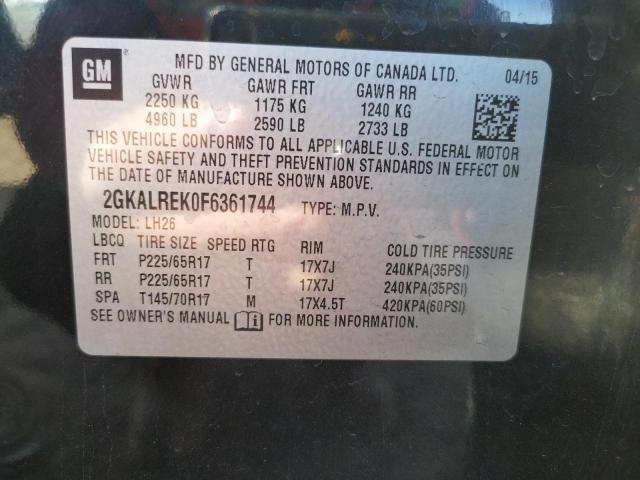 GM
MFD BY GENERAL MOTORS OF CANADA LTD. 04/15
GVWR GAWR FRT GAWR RR
2250 KG 1175 KG 1240 KG
4960 LB 2590 LB 2733 LB
THIS VEHICLE CONFORMS TO ALL APPLICABLE U.S. FEDERAL MOTOR
VEHICLE SAFETY AND THEFT PREVENTION STANDARDS IN EFFECT ON
THE DATE OF MANUFACTURE SHOWN ABOVE.
2GKALREK0F6361744 TYPE: M.P.V.
MODEL: LH26
LBCQ TIRE SIZE SPEED RTG RIM COLD TIRE PRESSURE
FRT P225/65R17 T 17X7J 240KPA(35PSI)
RR P225/65R17 T 17X7J 240KPA(35PSI)
SPA T145/70R17 M 17X4.5T 420KPA(60PSI)
SEE OWNER'S MANUAL FOR MORE INFORMATION.